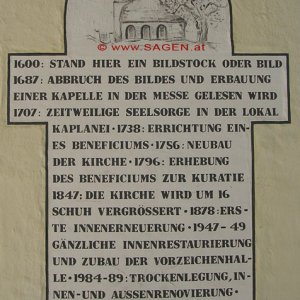 © www.SAGEN.at
1600: STAND HIER EIN BILDSTOCK ODER BILD
1687: ABBRUCH DES BILDES UND ERBAUUNG
EINER KAPELLE IN DER MESSE GELESEN WIRD
1707: ZEITWEILIGE SEELSORGE IN DER LOKAL
KAPLANEI · 1738: ERRICHTUNG EIN-
ES BENEFICIUMS · 1756: NEUBAU
DER KIRCHE · 1796: ERHEBUNG
DES BENEFICIUMS ZUR KURATIE
1847: DIE KIRCHE WIRD UM 16
SCHUH VERGRÖSSERT · 1878: ERS-
TE INNENERNEUERUNG · 1947-49
GÄNZLICHE INNENRESTAURIERUNG
UND ZUBAU DER VORZEICHENHAL-
LE · 1984-89: TROCKENLEGUNG, IN-
NEN- UND AUSSENRENOVIERUNG ·